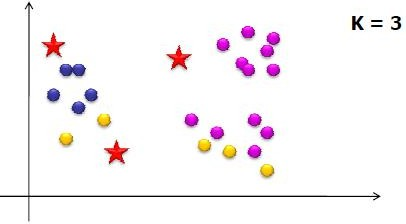 K = 3